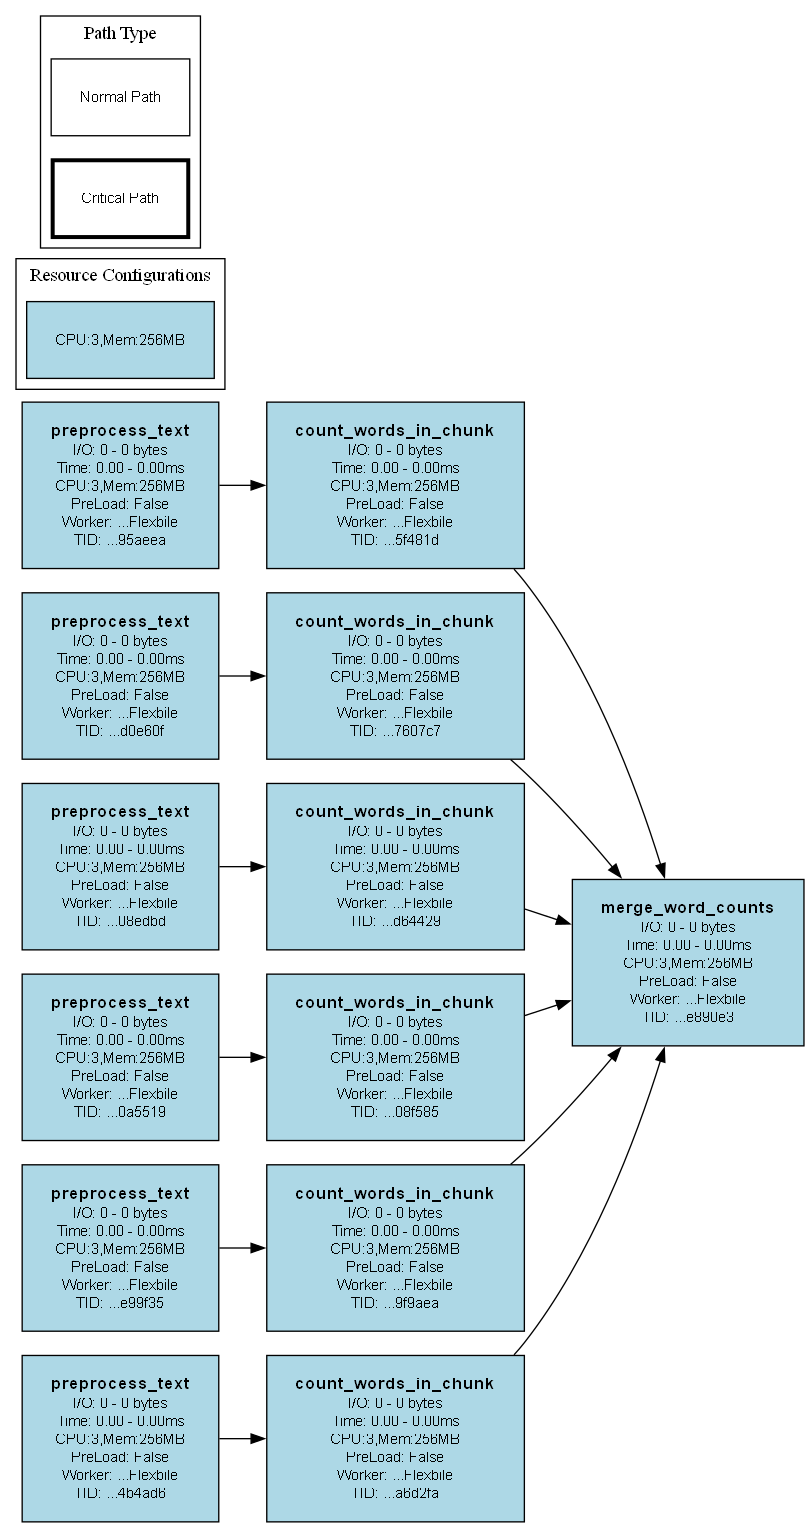 Path Type
Normal Path
Critical Path
Resource Configurations
CPU:3,Mem:256MB
preprocess_text
I/O: 0 - 0 bytes
Time: 0.00 - 0.00ms
CPU:3,Mem:256MB
PreLoad: False
Worker: ...Flexbile
TID: ...95aeea
count_words_in_chunk
I/O: 0 - 0 bytes
Time: 0.00 - 0.00ms
CPU:3,Mem:256MB
PreLoad: False
Worker: ...Flexbile
TID: ...5f481d
preprocess_text
I/O: 0 - 0 bytes
Time: 0.00 - 0.00ms
CPU:3,Mem:256MB
PreLoad: False
Worker: ...Flexbile
TID: ...d0e60f
count_words_in_chunk
I/O: 0 - 0 bytes
Time: 0.00 - 0.00ms
CPU:3,Mem:256MB
PreLoad: False
Worker: ...Flexbile
TID: ...7607c7
preprocess_text
I/O: 0 - 0 bytes
Time: 0.00 - 0.00ms
CPU:3,Mem:256MB
PreLoad: False
Worker: ...Flexbile
TID: ...08edbd
count_words_in_chunk
I/O: 0 - 0 bytes
Time: 0.00 - 0.00ms
CPU:3,Mem:256MB
PreLoad: False
Worker: ...Flexbile
TID: ...d64429
merge_word_counts
I/O: 0 - 0 bytes
Time: 0.00 - 0.00ms
CPU:3,Mem:256MB
PreLoad: False
Worker: ...Flexbile
TID: ...e890e3
preprocess_text
I/O: 0 - 0 bytes
Time: 0.00 - 0.00ms
CPU:3,Mem:256MB
PreLoad: False
Worker: ...Flexbile
TID: ...0a5519
count_words_in_chunk
I/O: 0 - 0 bytes
Time: 0.00 - 0.00ms
CPU:3,Mem:256MB
PreLoad: False
Worker: ...Flexbile
TID: ...08f585
preprocess_text
I/O: 0 - 0 bytes
Time: 0.00 - 0.00ms
CPU:3,Mem:256MB
PreLoad: False
Worker: ...Flexbile
TID: ...e99f35
count_words_in_chunk
I/O: 0 - 0 bytes
Time: 0.00 - 0.00ms
CPU:3,Mem:256MB
PreLoad: False
Worker: ...Flexbile
TID: ...9f9aea
preprocess_text
I/O: 0 - 0 bytes
Time: 0.00 - 0.00ms
CPU:3,Mem:256MB
PreLoad: False
Worker: ...Flexbile
TID: ...4b4ad6
count_words_in_chunk
I/O: 0 - 0 bytes
Time: 0.00 - 0.00ms
CPU:3,Mem:256MB
PreLoad: False
Worker: ...Flexbile
TID: ...a6d2fa